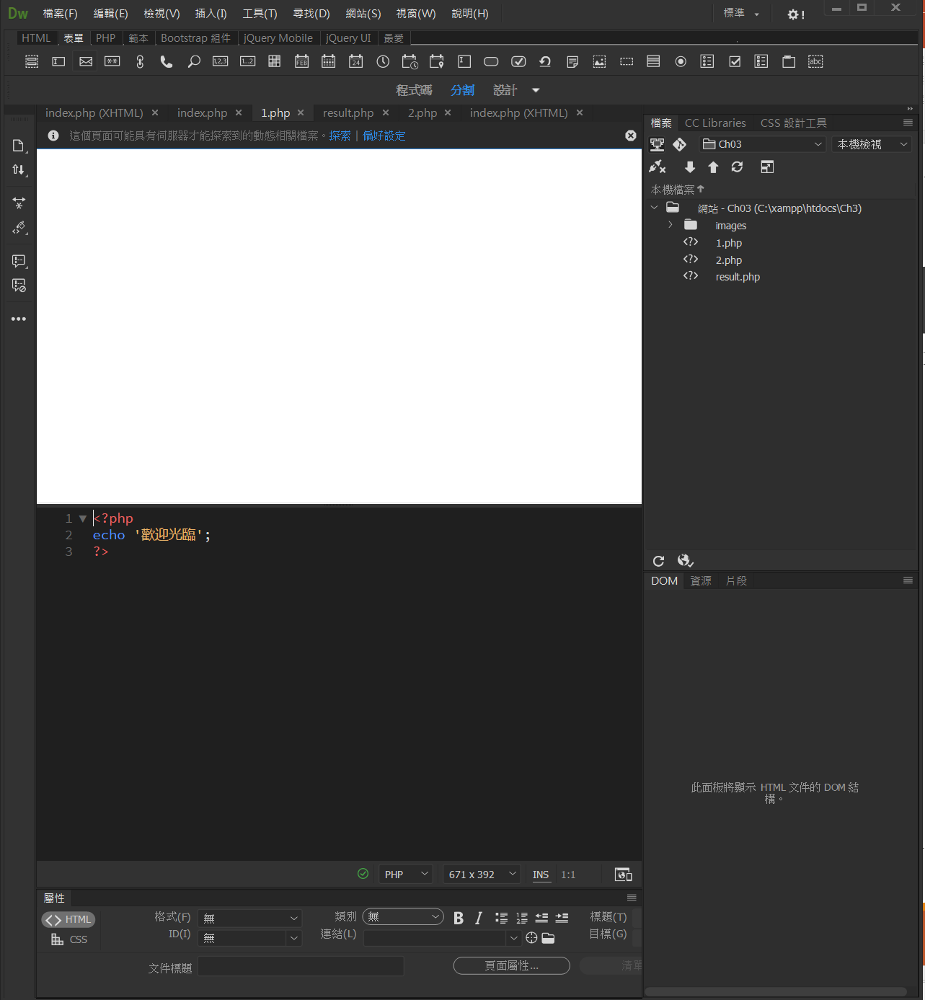 Dw 檔案(F) 編輯(E) 檢視(V) 插入(I) 工具(T) 尋找(D) 網站(S) 視窗(W) 說明(H) 標準
HTML 表單 PHP 範本 Bootstrap 組件 jQuery Mobile jQuery UI 最愛
程式碼 分割 設計
index.php (XHTML) index.php 1.php result.php 2.php index.php (XHTML)
這個頁面可能具有伺服器才能探索到的動態相關檔案。探索 | 偏好設定
1 <?php
2 echo '歡迎光臨';
3 ?>
PHP 671 x 392 INS 1:1
屬性
HTML
CSS
格式(F) 無
類別 無
B I
標題(T)
ID(I) 無
連結(L)
目標(G)
文件標題
頁面屬性...
檔案 CC Libraries CSS 設計工具
Ch03 本機檢視
本機檔案
網站 - Ch03 (C:\xampp\htdocs\Ch3)
images
1.php
2.php
result.php
DOM 資源 片段
此面板將顯示 HTML 文件的 DOM 結
構。